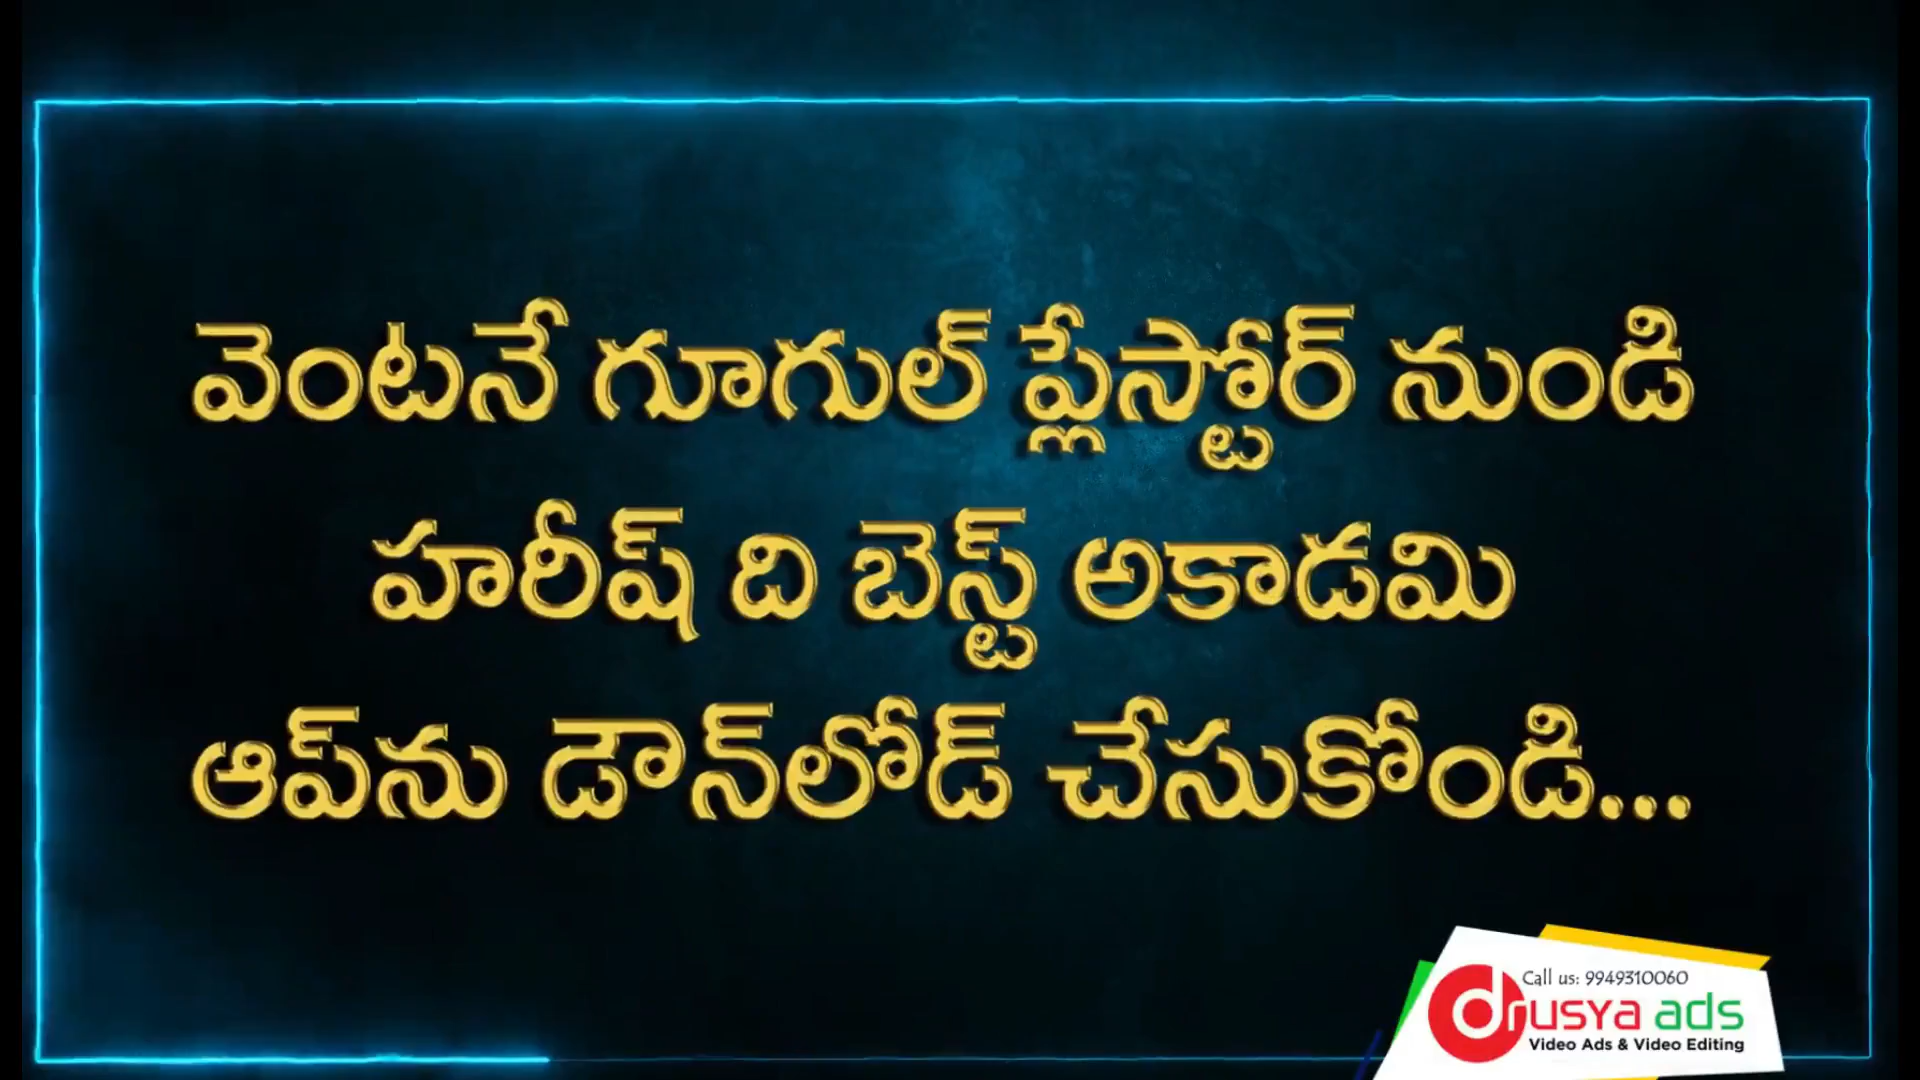 వెంటనే గూగుల్ ప్లేస్టోర్ నుండి
హరీష్ ది బెస్ట్ అకాడమి
ఆప్‌ను డౌన్‌లోడ్ చేసుకోండి...
Call us: 9949310060
drusya ads
Video Ads & Video Editing